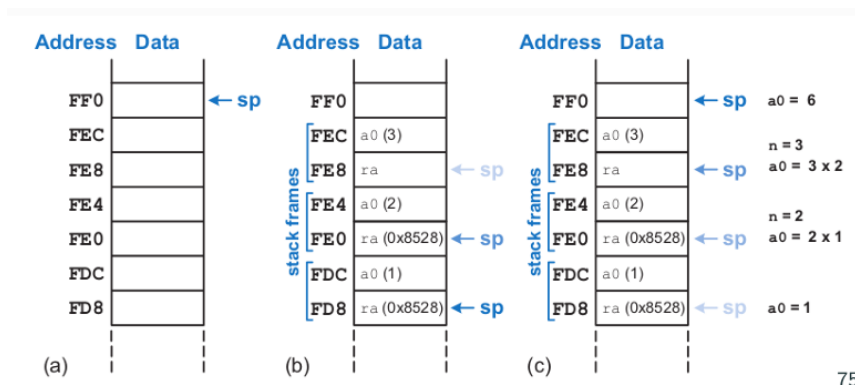 Address Data Address Data Address Data
FF0 ← sp FF0 FF0 ← sp a0 = 6
FEC FEC a0 (3) FEC a0 (3)
n = 3
FE8 FE8 ra ← sp FE8 ra ← sp a0 = 3 x 2
FE4 FE4 a0 (2) FE4 a0 (2)
n = 2
FE0 FE0 ra (0x8528) ← sp FE0 ra (0x8528) ← sp a0 = 2 x 1
FDC FDC a0 (1) FDC a0 (1)
FD8 FD8 ra (0x8528) ← sp FD8 ra (0x8528) ← sp a0 = 1
stack frames
stack frames
(a) (b) (c)
75